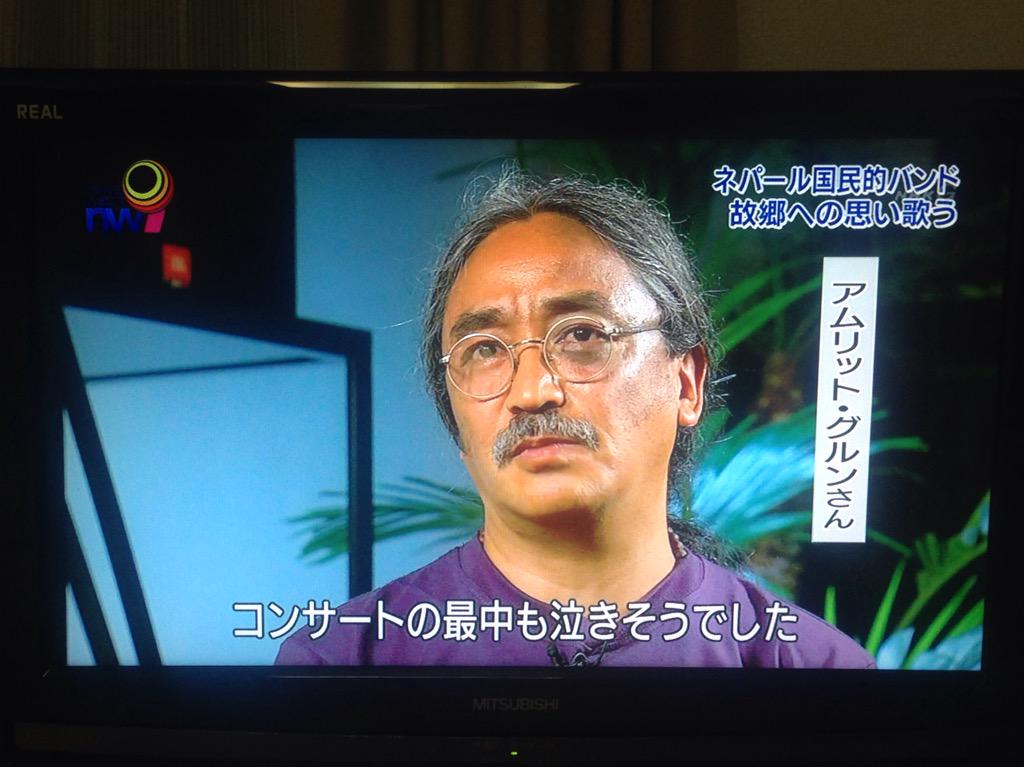 REAL
nw9
ネパール国民的バンド
故郷への思い歌う
アムリット・グルンさん
コンサートの最中も泣きそうでした
MITSUBISHI